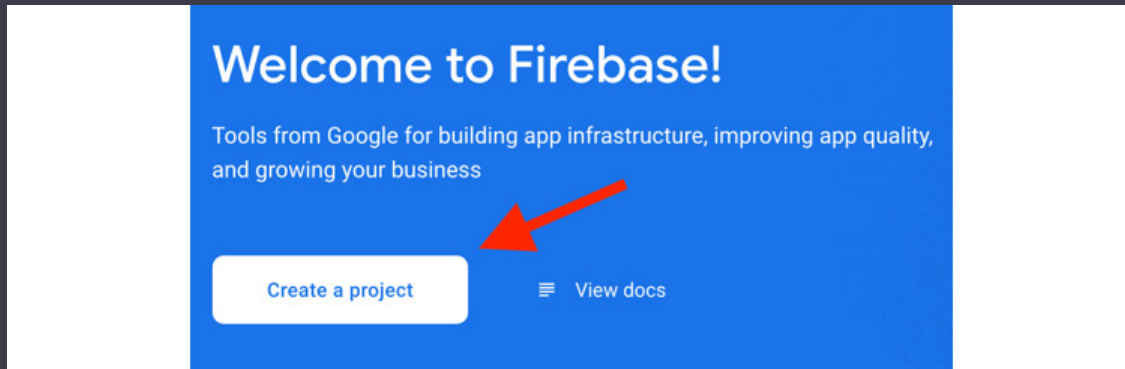 Welcome to Firebase!
Tools from Google for building app infrastructure, improving app quality,
and growing your business
Create a project
View docs